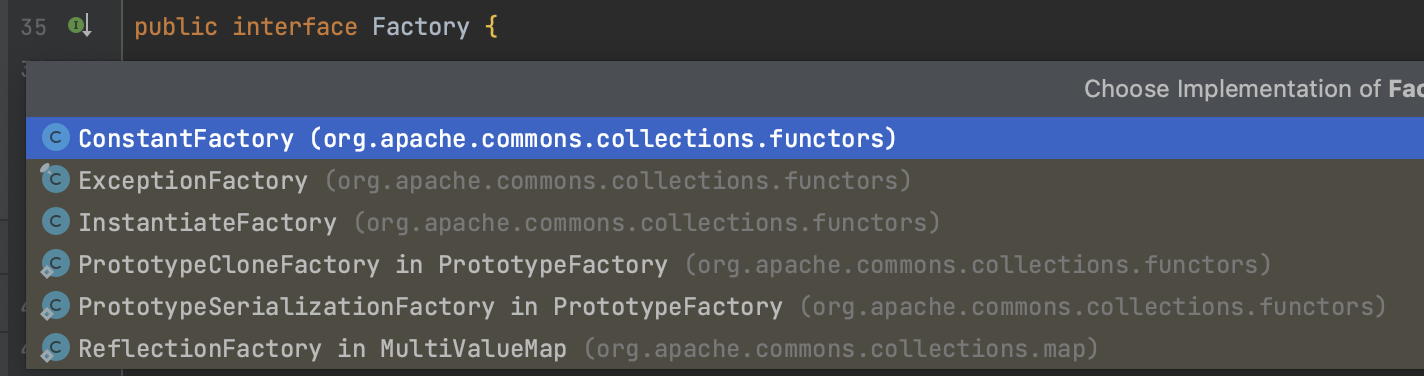 35 public interface Factory {
Choose Implementation of Fac
ConstantFactory (org.apache.commons.collections.functors)
ExceptionFactory (org.apache.commons.collections.functors)
InstantiateFactory (org.apache.commons.collections.functors)
PrototypeCloneFactory in PrototypeFactory (org.apache.commons.collections.functors)
PrototypeSerializationFactory in PrototypeFactory (org.apache.commons.collections.functors)
ReflectionFactory in MultiValueMap (org.apache.commons.collections.map)